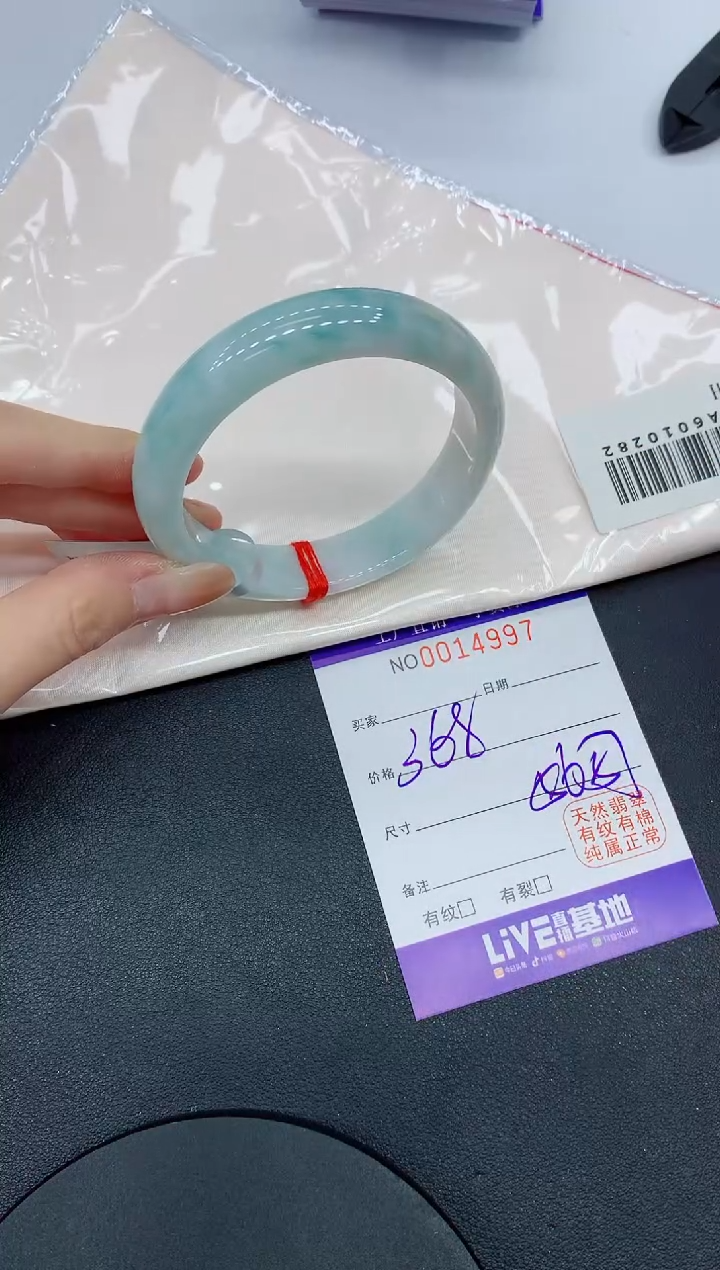 A6010282
NO0014997
买家 日期
价格 368
尺寸
天然翡翠
有纹有棉
纯属正常
备注
有纹□ 有裂□
LiVE直播基地